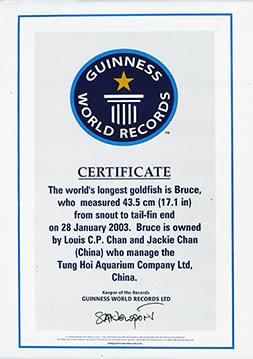 GUINNESS
WORLD RECORDS
TM
CERTIFICATE
The world's longest goldfish is Bruce,
who measured 43.5 cm (17.1 in)
from snout to tail-fin end
on 28 January 2003. Bruce is owned
by Louis C.P. Chan and Jackie Chan
(China) who manage the
Tung Hoi Aquarium Company Ltd,
China.
Keeper of the Records
GUINNESS WORLD RECORDS LTD